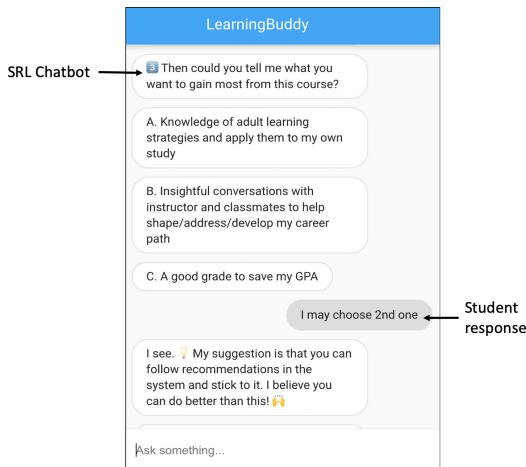 LearningBuddy
SRL Chatbot
3️⃣ Then could you tell me what you
want to gain most from this course?
A. Knowledge of adult learning
strategies and apply them to my own
study
B. Insightful conversations with
instructor and classmates to help
shape/address/develop my career
path
C. A good grade to save my GPA
I may choose 2nd one
Student
response
I see. 💡 My suggestion is that you can
follow recommendations in the
system and stick to it. I believe you
can do better than this! 🙌
Ask something...